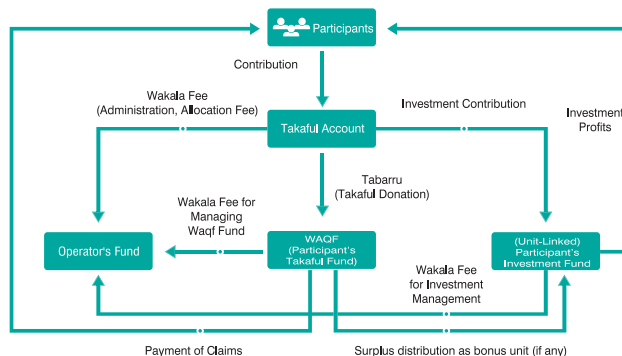 Participants
Contribution
Wakala Fee
(Administration, Allocation Fee)
Investment Contribution
Investment
Profits
Takaful Account
Tabarru
(Takaful Donation)
Wakala Fee for
Managing
Waqf Fund
Operator's Fund
WAQF
(Participant's
Takaful Fund)
(Unit-Linked)
Participant's
Investment Fund
Wakala Fee
for Investment
Management
Payment of Claims
Surplus distribution as bonus unit (if any)